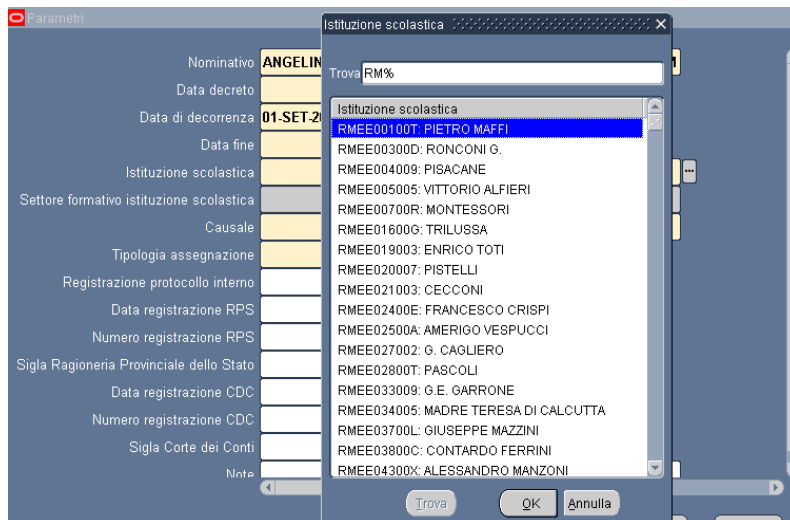 Parametri
Nominativo ANGELIN
Data decreto
Data di decorrenza 01-SET-2
Data fine
Istituzione scolastica
Settore formativo istituzione scolastica
Causale
Tipologia assegnazione
Registrazione protocollo interno
Data registrazione RPS
Numero registrazione RPS
Sigla Ragioneria Provinciale dello Stato
Data registrazione CDC
Numero registrazione CDC
Sigla Corte dei Conti
Note
Istituzione scolastica
Trova RM%
Istituzione scolastica
RMEE00100T: PIETRO MAFFI
RMEE00300D: RONCONI G.
RMEE004009: PISACANE
RMEE005005: VITTORIO ALFIERI
RMEE00700R: MONTESSORI
RMEE01600G: TRILUSSA
RMEE019003: ENRICO TOTI
RMEE020007: PISTELLI
RMEE021003: CECCONI
RMEE02400E: FRANCESCO CRISPI
RMEE02500A: AMERIGO VESPUCCI
RMEE027002: G. CAGLIERO
RMEE02800T: PASCOLI
RMEE033009: G.E. GARRONE
RMEE034005: MADRE TERESA DI CALCUTTA
RMEE03700L: GIUSEPPE MAZZINI
RMEE03800C: CONTARDO FERRINI
RMEE04300X: ALESSANDRO MANZONI
Trova OK Annulla